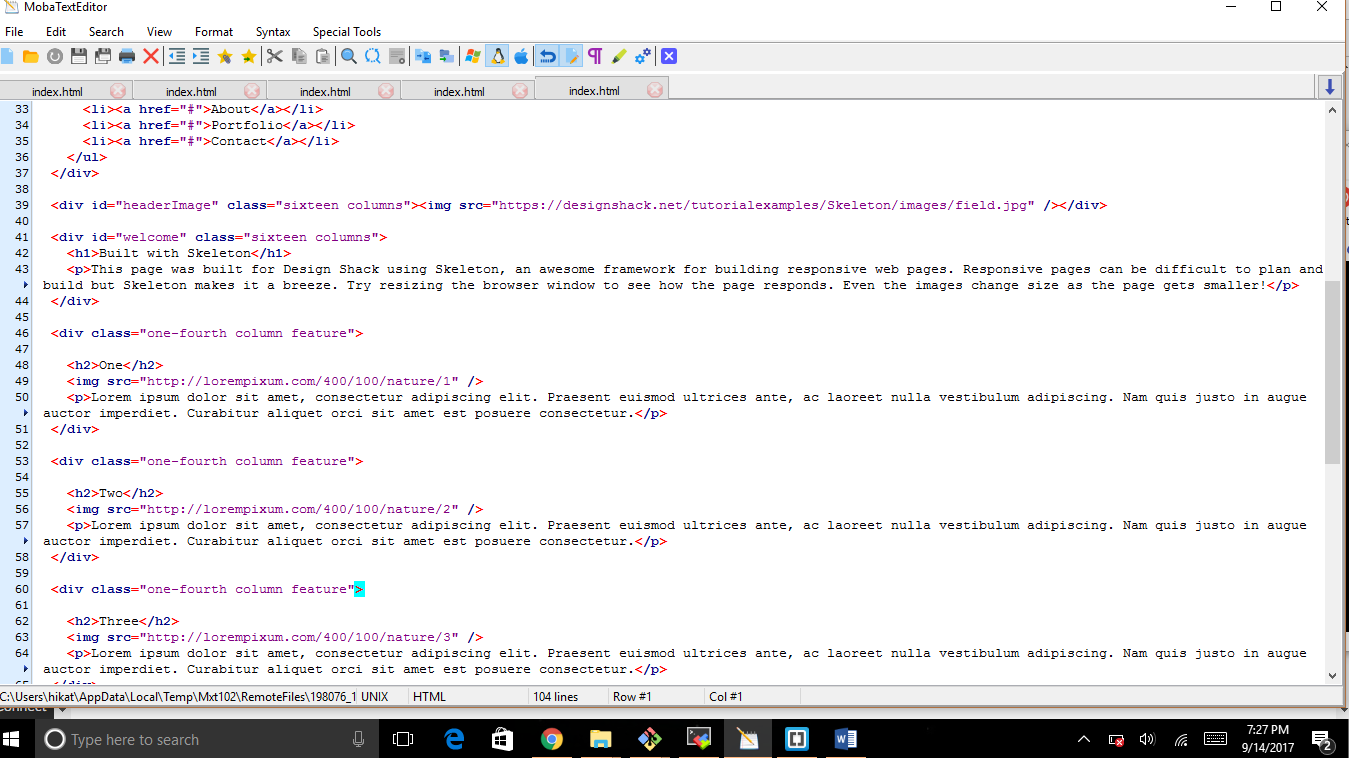 MobaTextEditor
File Edit Search View Format Syntax Special Tools
index.html index.html index.html index.html index.html
33 <li><a href="#">About</a></li>
34 <li><a href="#">Portfolio</a></li>
35 <li><a href="#">Contact</a></li>
36 </ul>
37 </div>
38
39 <div id="headerImage" class="sixteen columns"><img src="https://designshack.net/tutorialexamples/Skeleton/images/field.jpg" /></div>
40
41 <div id="welcome" class="sixteen columns">
42 <h1>Built with Skeleton</h1>
43 <p>This page was built for Design Shack using Skeleton, an awesome framework for building responsive web pages. Responsive pages can be difficult to plan and
build but Skeleton makes it a breeze. Try resizing the browser window to see how the page responds. Even the images change size as the page gets smaller!</p>
44 </div>
45
46 <div class="one-fourth column feature">
47
48 <h2>One</h2>
49 <img src="http://lorempixum.com/400/100/nature/1" />
50 <p>Lorem ipsum dolor sit amet, consectetur adipiscing elit. Praesent euismod ultrices ante, ac laoreet nulla vestibulum adipiscing. Nam quis justo in augue
auctor imperdiet. Curabitur aliquet orci sit amet est posuere consectetur.</p>
51 </div>
52
53 <div class="one-fourth column feature">
54
55 <h2>Two</h2>
56 <img src="http://lorempixum.com/400/100/nature/2" />
57 <p>Lorem ipsum dolor sit amet, consectetur adipiscing elit. Praesent euismod ultrices ante, ac laoreet nulla vestibulum adipiscing. Nam quis justo in augue
auctor imperdiet. Curabitur aliquet orci sit amet est posuere consectetur.</p>
58 </div>
59
60 <div class="one-fourth column feature">
61
62 <h2>Three</h2>
63 <img src="http://lorempixum.com/400/100/nature/3" />
64 <p>Lorem ipsum dolor sit amet, consectetur adipiscing elit. Praesent euismod ultrices ante, ac laoreet nulla vestibulum adipiscing. Nam quis justo in augue
auctor imperdiet. Curabitur aliquet orci sit amet est posuere consectetur.</p>
65 </div>
C:\Users\hikat\AppData\Local\Temp\Mxt102\RemoteFiles\198076_1 UNIX HTML 104 lines Row #1 Col #1
Type here to search
7:27 PM
9/14/2017
2